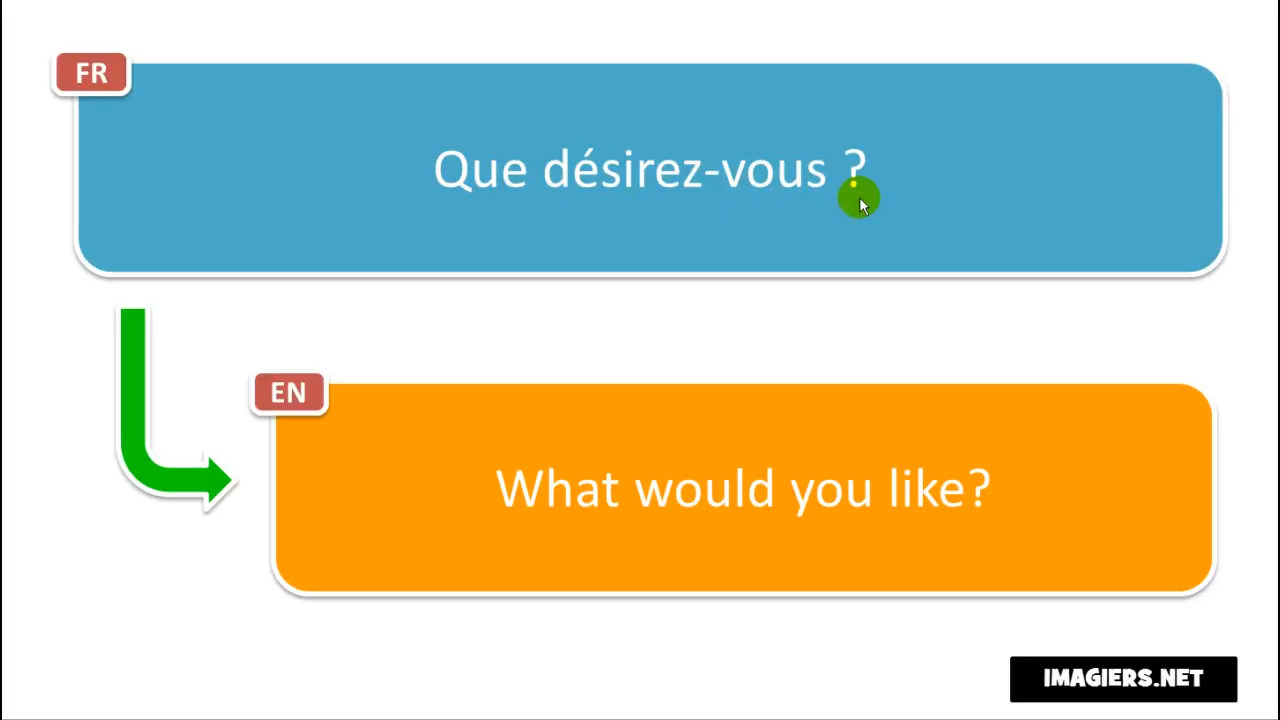 FR
Que désirez-vous ?
EN
What would you like?
IMAGIERS.NET